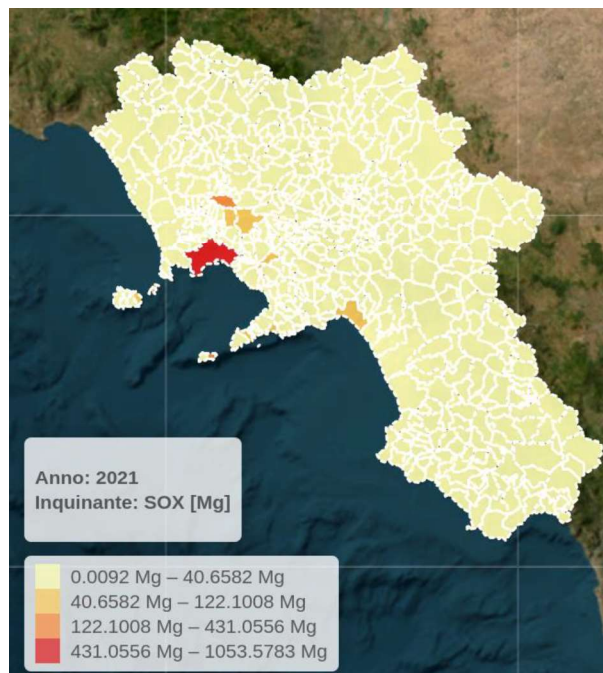 Anno: 2021
Inquinante: SOX [Mg]
0.0092 Mg – 40.6582 Mg
40.6582 Mg – 122.1008 Mg
122.1008 Mg – 431.0556 Mg
431.0556 Mg – 1053.5783 Mg